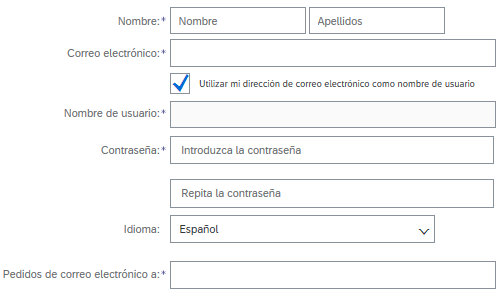 Nombre:* Nombre Apellidos
Correo electrónico:*
Utilizar mi dirección de correo electrónico como nombre de usuario
Nombre de usuario:*
Contraseña:* Introduzca la contraseña
Repita la contraseña
Idioma: Español
Pedidos de correo electrónico a:*